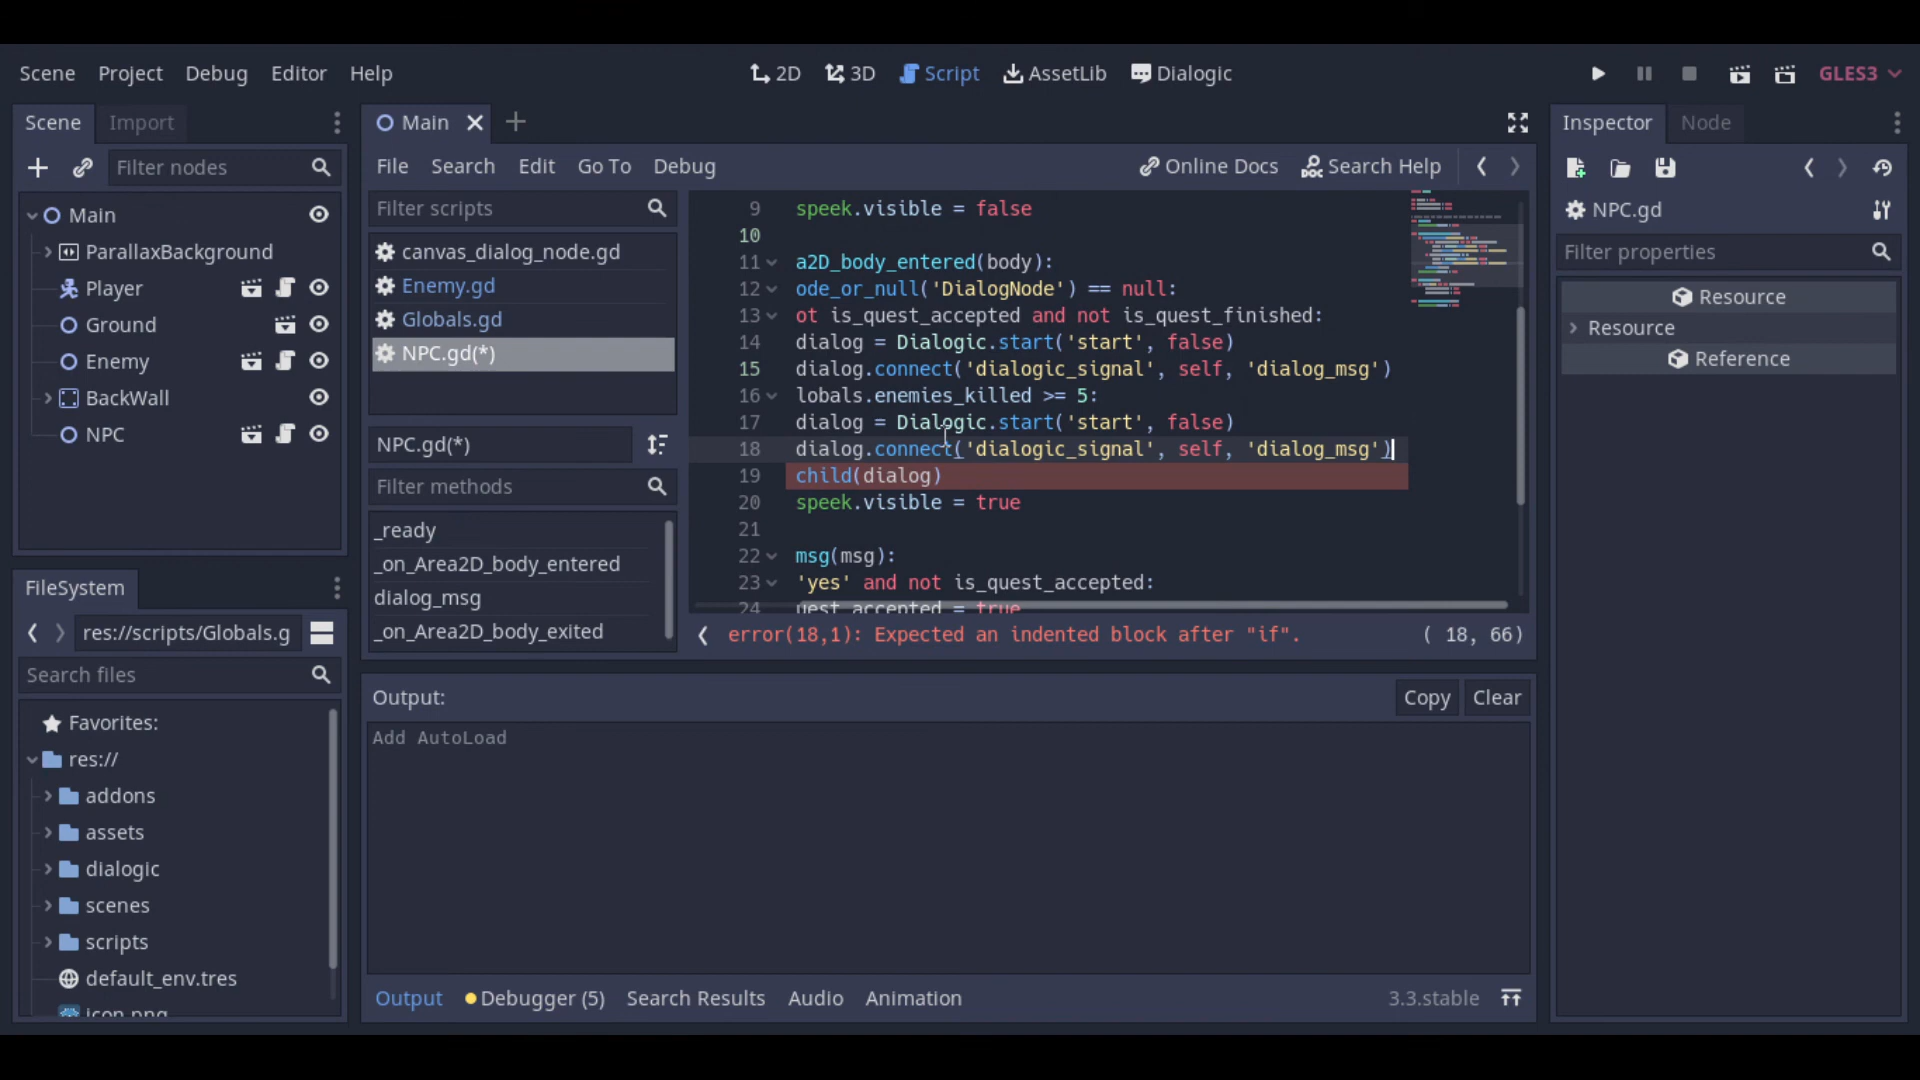 Scene Project Debug Editor Help
2D 3D Script AssetLib Dialogic
GLES3
Scene Import
Filter nodes
Main
ParallaxBackground
Player
Ground
Enemy
BackWall
NPC
FileSystem
res://scripts/Globals.g
Search files
Favorites:
res://
addons
assets
dialogic
scenes
scripts
default_env.tres
icon.png
Main
File Search Edit Go To Debug
Online Docs Search Help
Filter scripts
canvas_dialog_node.gd
Enemy.gd
Globals.gd
NPC.gd(*)
NPC.gd(*)
Filter methods
_ready
_on_Area2D_body_entered
dialog_msg
_on_Area2D_body_exited
9 speek.visible = false
10
11 a2D_body_entered(body):
12 ode_or_null('DialogNode') == null:
13 ot is_quest_accepted and not is_quest_finished:
14 dialog = Dialogic.start('start', false)
15 dialog.connect('dialogic_signal', self, 'dialog_msg')
16 lobals.enemies_killed >= 5:
17 dialog = Dialogic.start('start', false)
18 dialog.connect('dialogic_signal', self, 'dialog_msg')
19 child(dialog)
20 speek.visible = true
21
22 msg(msg):
23 'yes' and not is_quest_accepted:
24 uest_accepted = true
error(18,1): Expected an indented block after "if". ( 18, 66)
Output: Copy Clear
Add AutoLoad
Output Debugger (5) Search Results Audio Animation 3.3.stable
Inspector Node
NPC.gd
Filter properties
Resource
Resource
Reference